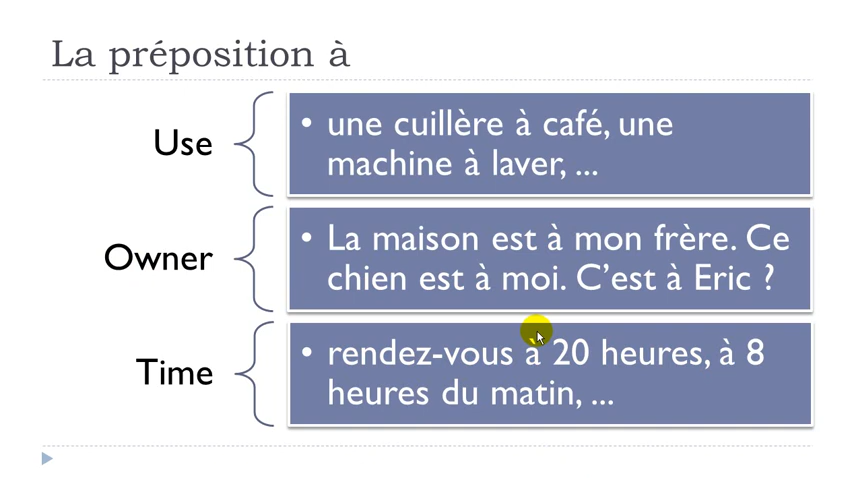 La préposition à
Use
• une cuillère à café, une
machine à laver, ...
Owner
• La maison est à mon frère. Ce
chien est à moi. C’est à Eric ?
Time
• rendez-vous à 20 heures, à 8
heures du matin, ...